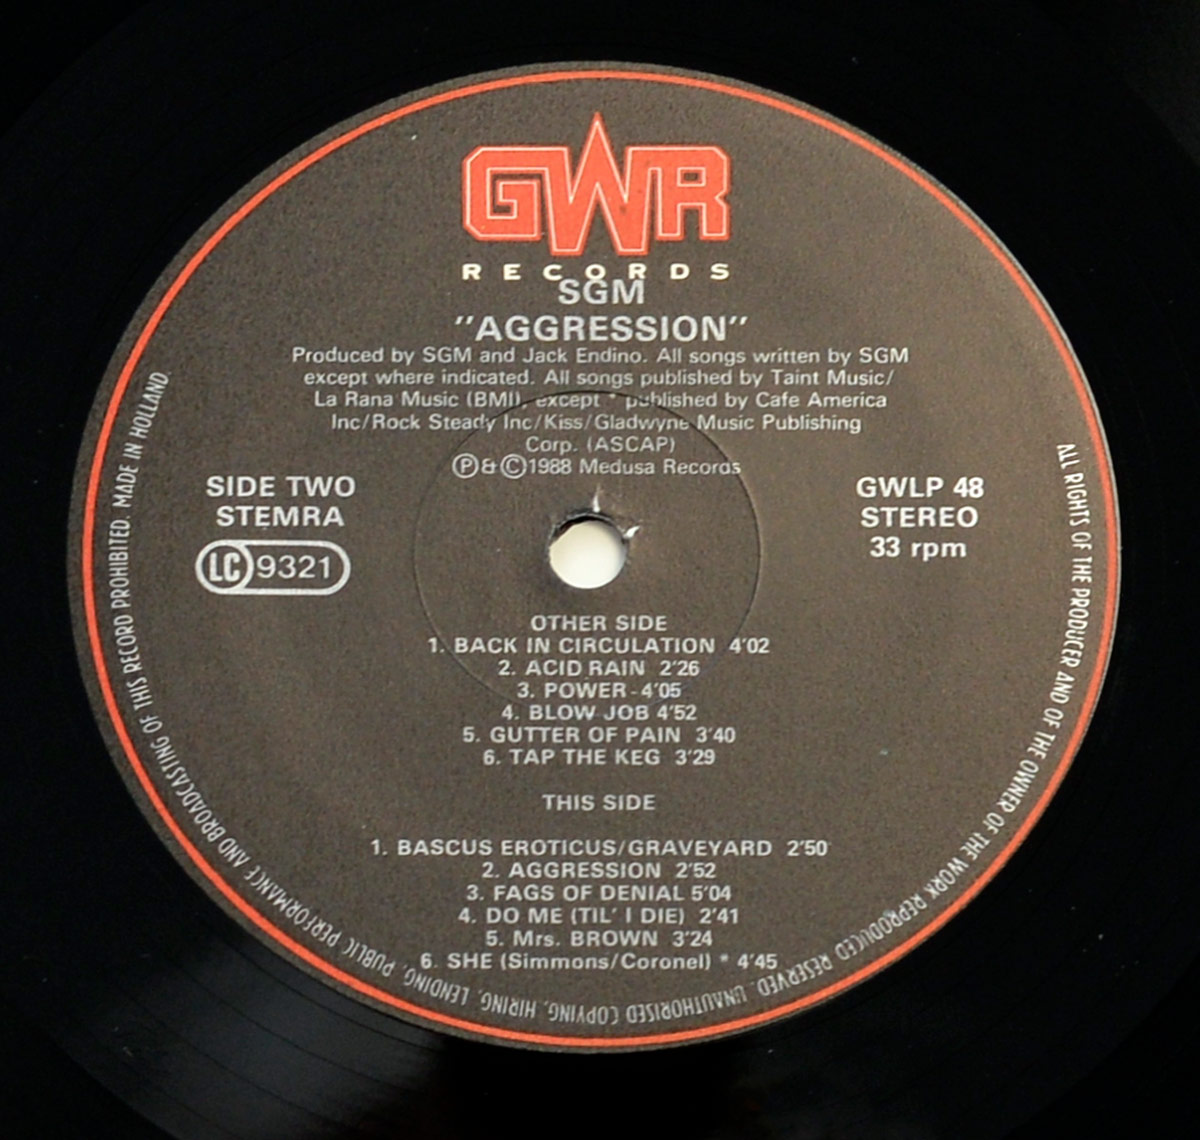 GWR
RECORDS
SGM
"AGGRESSION"
Produced by SGM and Jack Endino. All songs written by SGM
except where indicated. All songs published by Taint Music/
La Rana Music (BMI), except * published by Cafe America
Inc/Rock Steady Inc/Kiss/Gladwyne Music Publishing
Corp. (ASCAP)
Ⓟ & Ⓒ 1988 Medusa Records
SIDE TWO
STEMRA
LC 9321
GWLP 48
STEREO
33 rpm
OTHER SIDE
1. BACK IN CIRCULATION 4'02
2. ACID RAIN 2'26
3. POWER - 4'05
4. BLOW JOB 4'52
5. GUTTER OF PAIN 3'40
6. TAP THE KEG 3'29
THIS SIDE
1. BASCUS EROTICUS/GRAVEYARD 2'50
2. AGGRESSION 2'52
3. FAGS OF DENIAL 5'04
4. DO ME (TIL' I DIE) 2'41
5. Mrs. BROWN 3'24
6. SHE (Simmons/Coronel) * 4'45
ALL RIGHTS OF THE PRODUCER AND OF THE OWNER OF THE WORK REPRODUCED RESERVED. UNAUTHORISED COPYING, HIRING, LENDING, PUBLIC PERFORMANCE AND BROADCASTING OF THIS RECORD PROHIBITED. MADE IN HOLLAND.